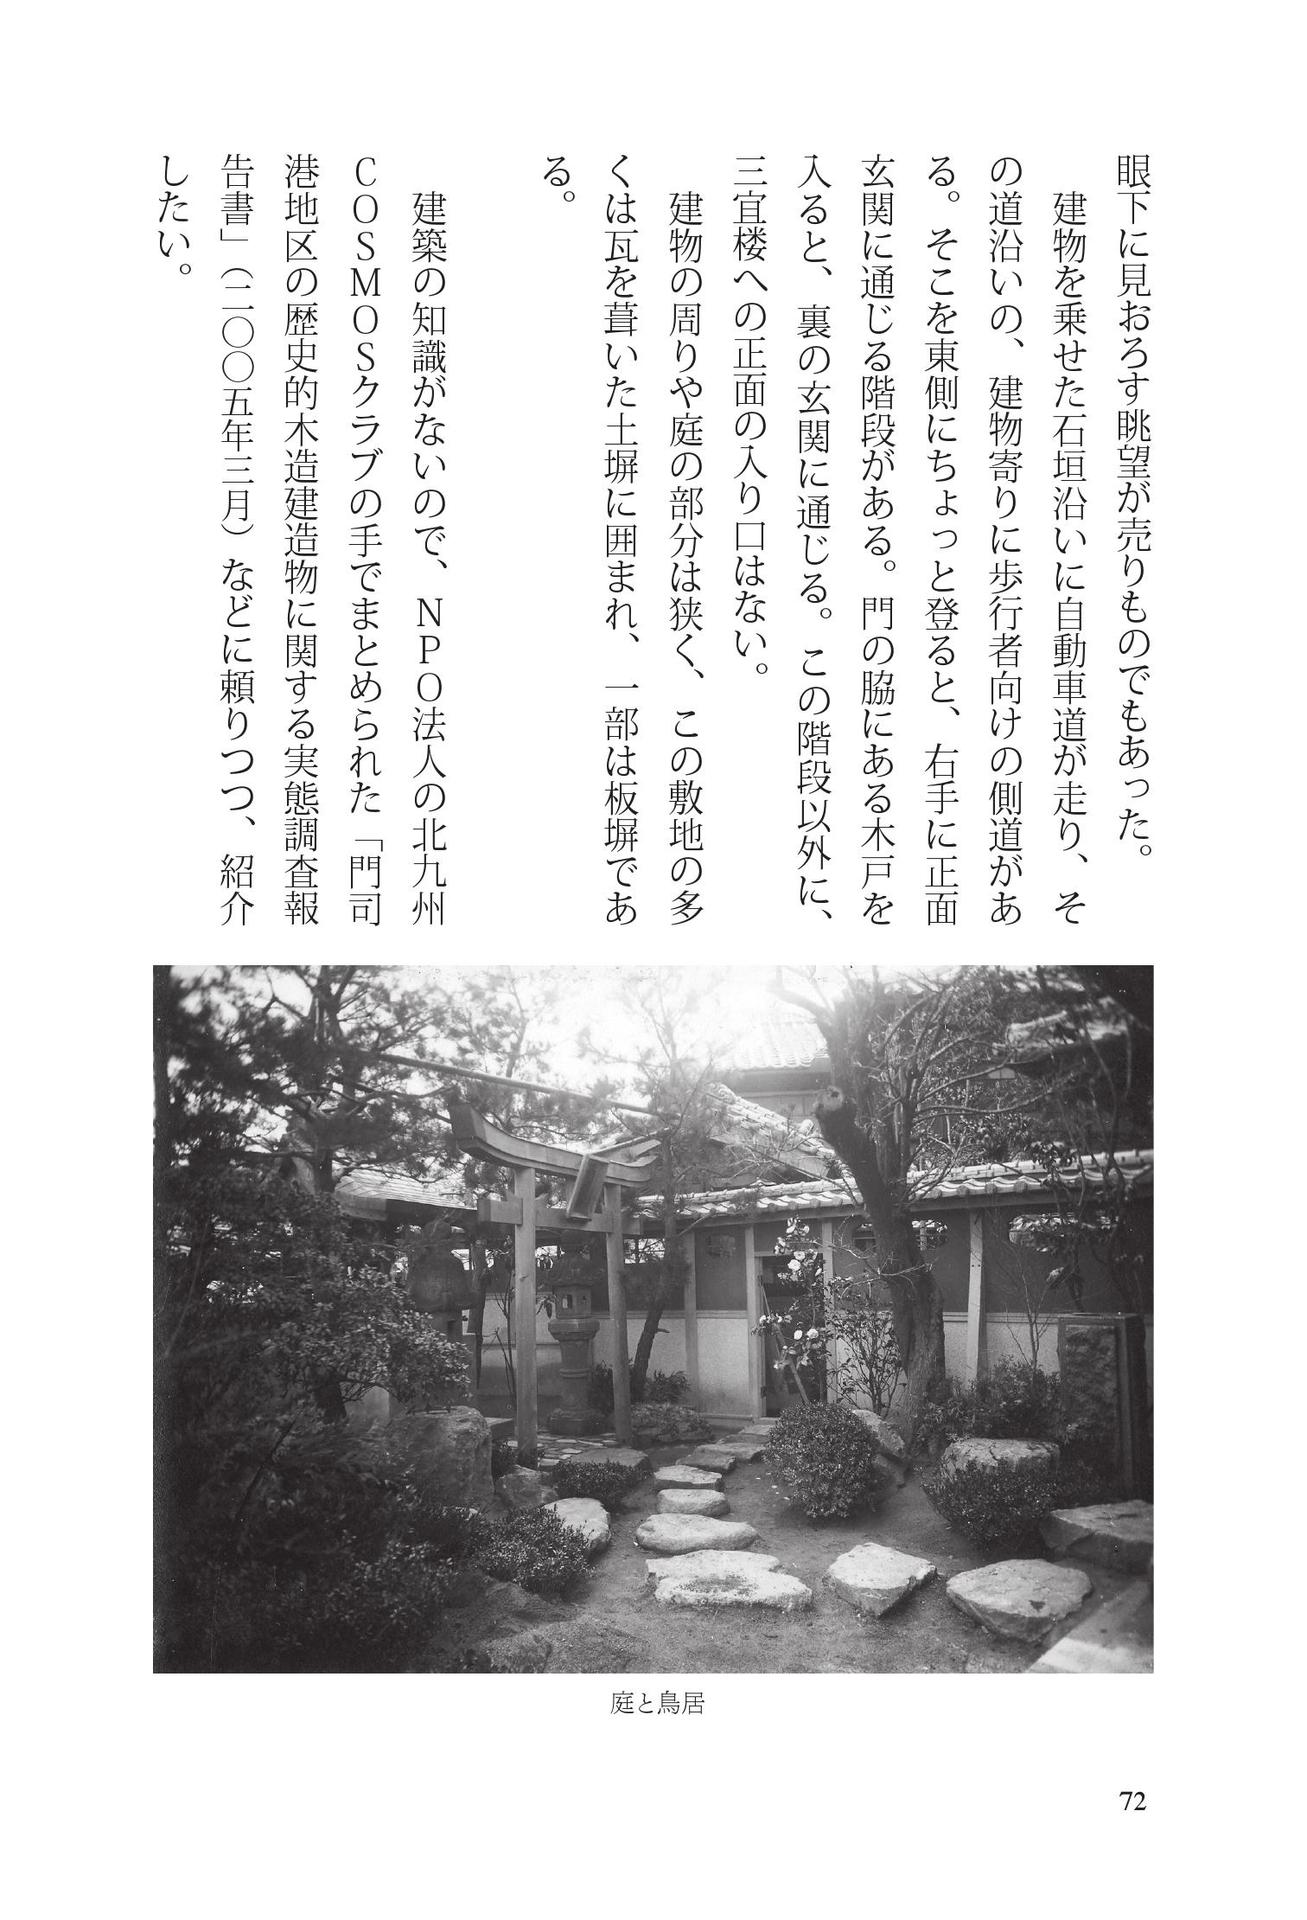 眼下に見おろす眺望が売りものでもあった。
建物を乗せた石垣沿いに自動車道が走り、そ
の道沿いの、建物寄りに歩行者向けの側道があ
る。そこを東側にちょっと登ると、右手に正面
玄関に通じる階段がある。門の脇にある木戸を
入ると、裏の玄関に通じる。この階段以外に、
三宜楼への正面の入り口はない。
建物の周りや庭の部分は狭く、この敷地の多
くは瓦を葺いた土塀に囲まれ、一部は板塀であ
る。
建築の知識がないので、NPO法人の北九州
COSMOSクラブの手でまとめられた「門司
港地区の歴史的木造建造物に関する実態調査報
告書」（二〇〇五年三月）などに頼りつつ、紹介
したい。
庭と鳥居
72